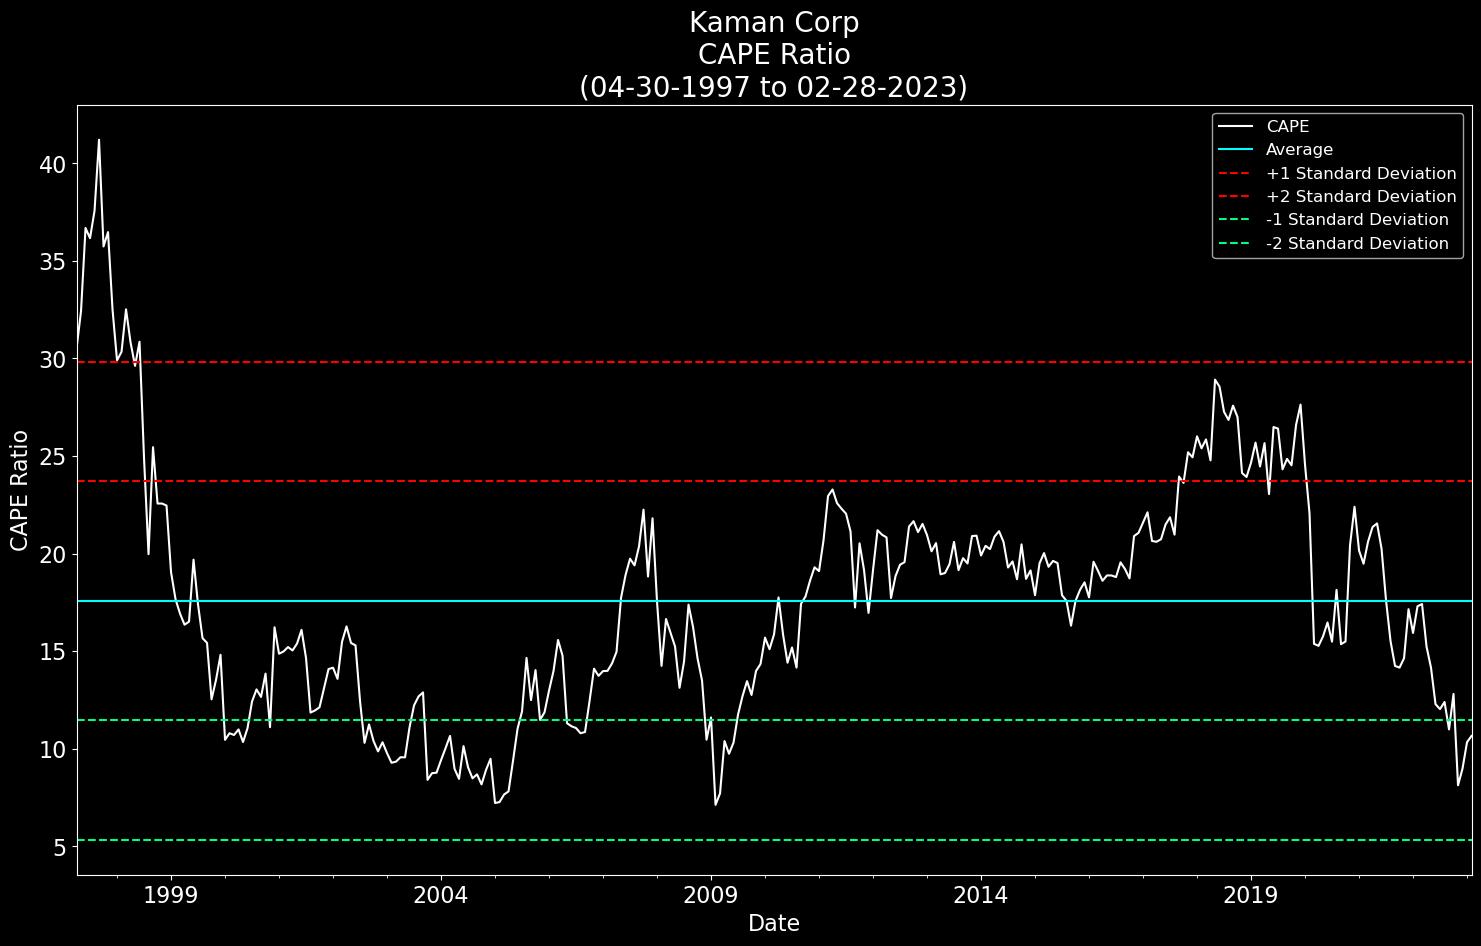 Kaman Corp
CAPE Ratio
(04-30-1997 to 02-28-2023)
CAPE
Average
+1 Standard Deviation
+2 Standard Deviation
-1 Standard Deviation
-2 Standard Deviation
CAPE Ratio
40
35
30
25
20
15
10
5
1999
2004
2009
2014
2019
Date